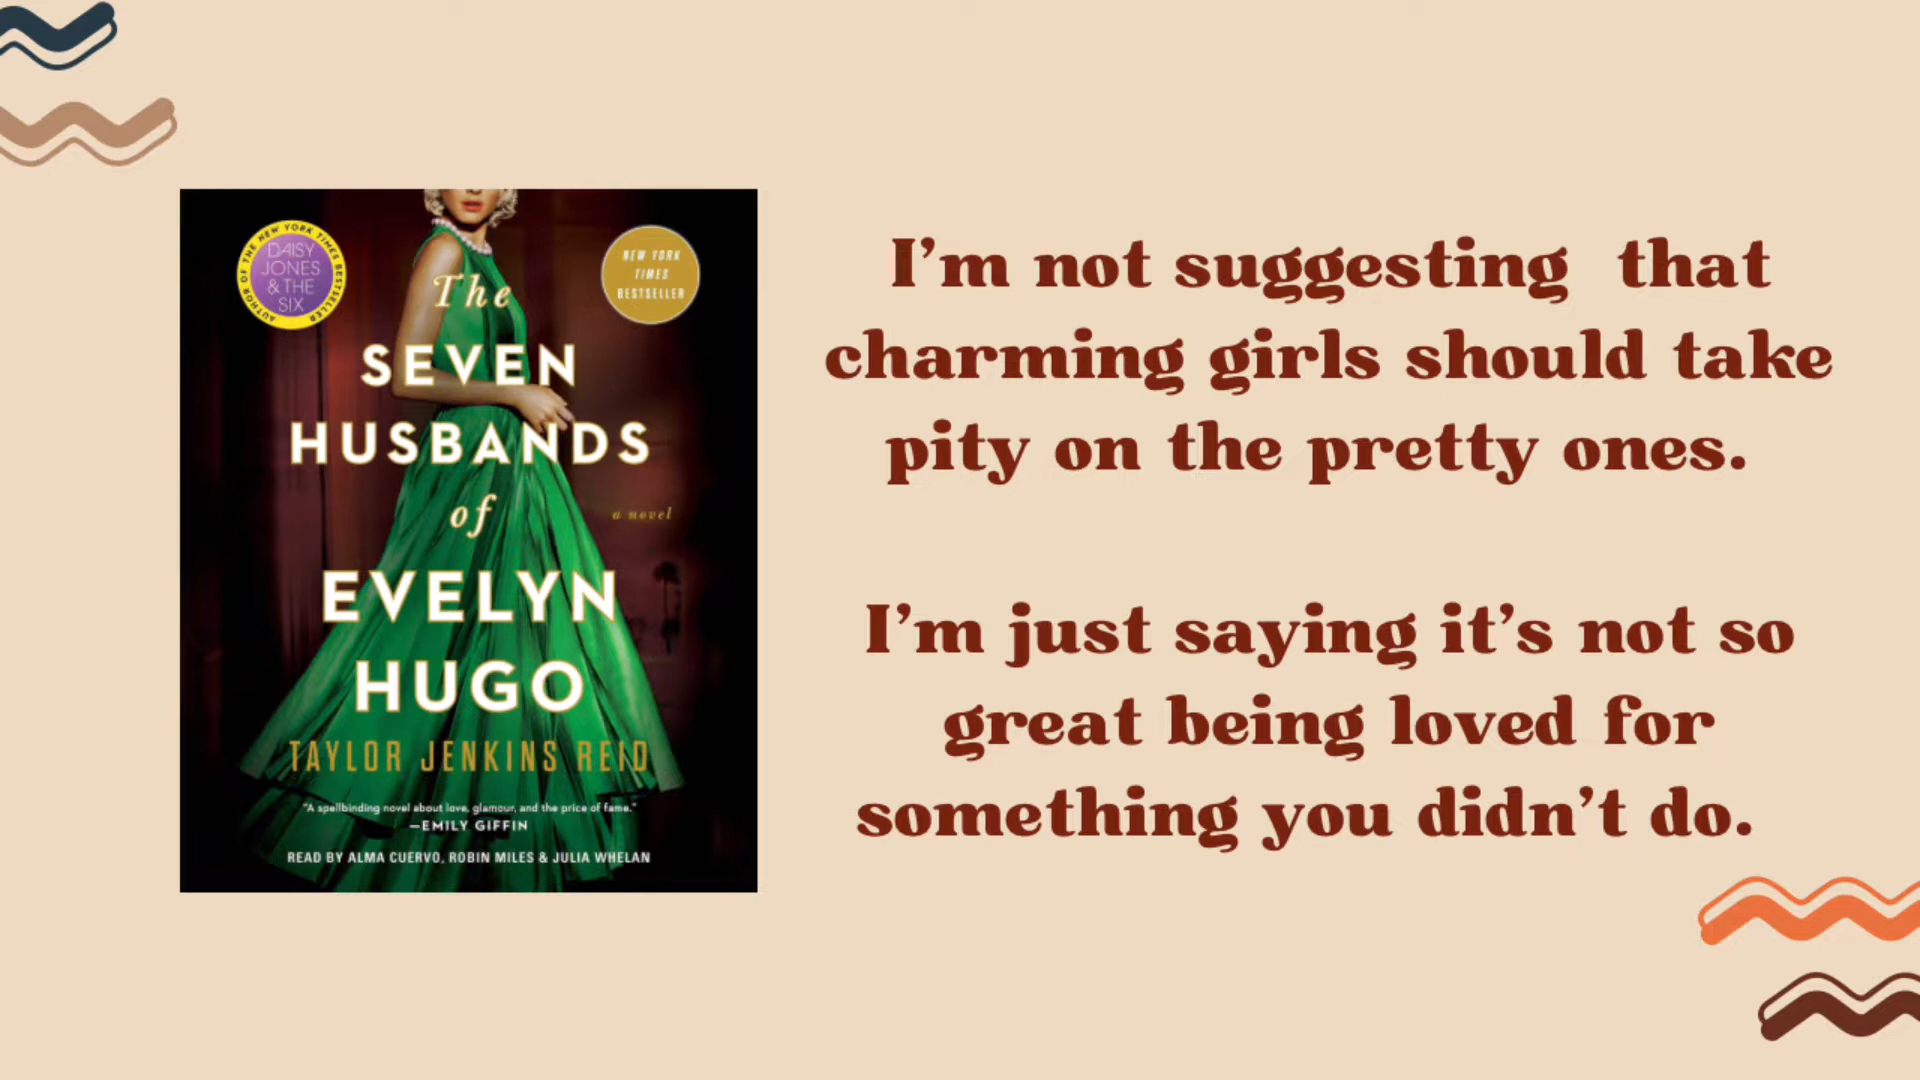 AUTHOR OF THE NEW YORK TIMES BESTSELLER
DAISY
JONES
& THE
SIX
NEW YORK
TIMES
BESTSELLER
The
SEVEN
HUSBANDS
of
a novel
EVELYN
HUGO
TAYLOR JENKINS REID
"A spellbinding novel about love, glamour, and the price of fame."
—EMILY GIFFIN
READ BY ALMA CUERVO, ROBIN MILES & JULIA WHELAN
I'm not suggesting that
charming girls should take
pity on the pretty ones.
I'm just saying it's not so
great being loved for
something you didn't do.